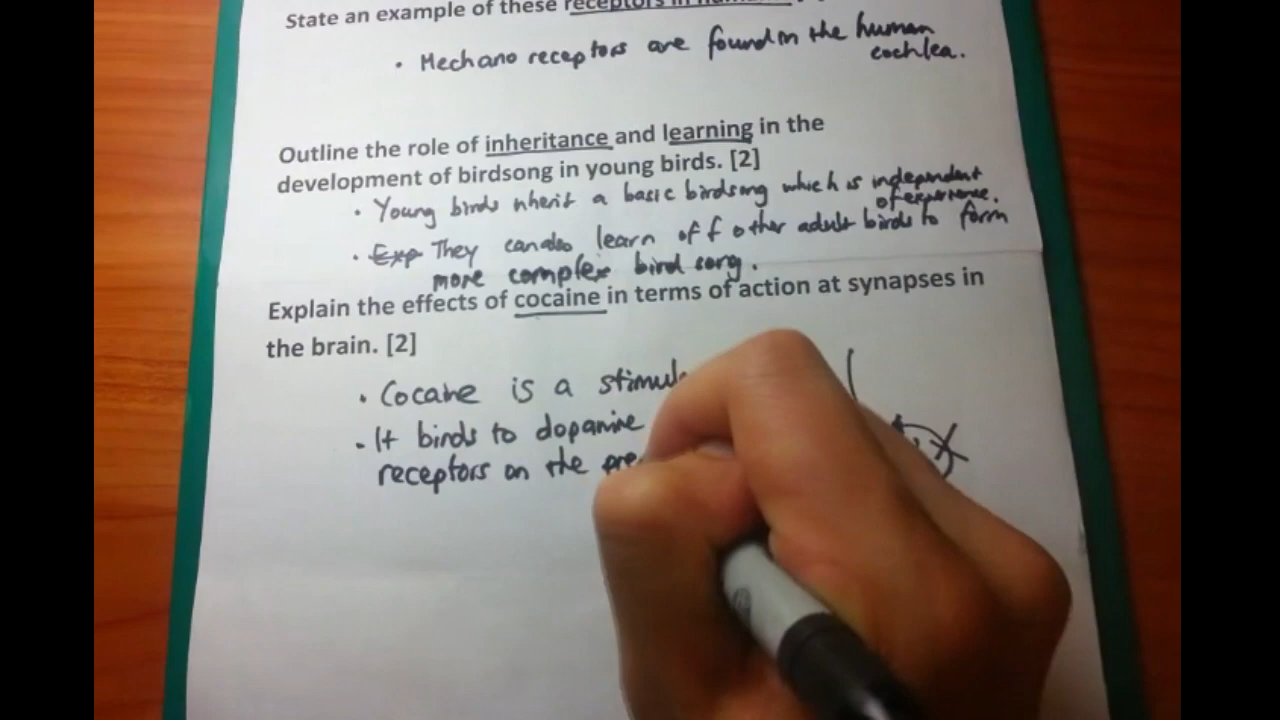 State an example of these receptors in
• Mechano receptors are found in the human
cochlea.
Outline the role of inheritance and learning in the
development of birdsong in young birds. [2]
• Young birds nherit a basic birdsong which is independent
of experience.
• Exp They can also learn off other adult birds to form
more complex bird song.
Explain the effects of cocaine in terms of action at synapses in
the brain. [2]
• Cocaine is a stimul
• It binds to dopamine
receptors on the pre